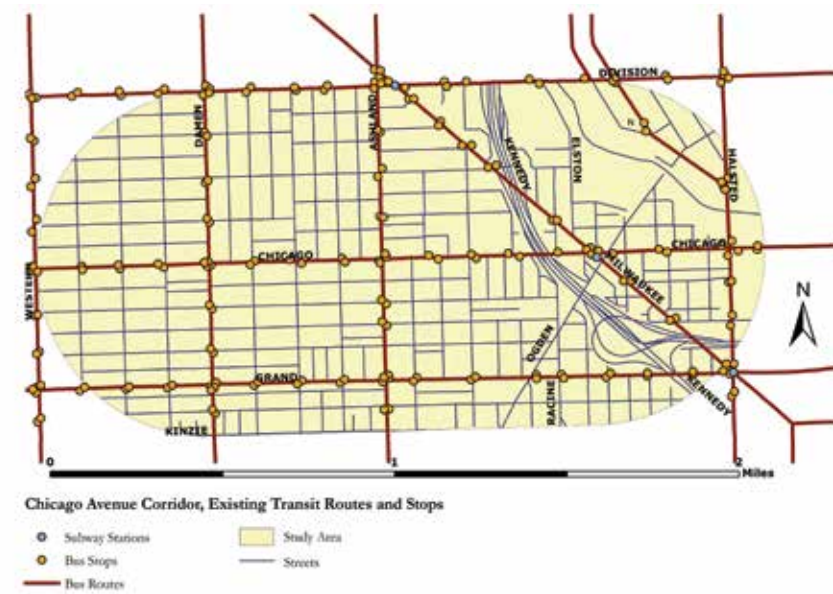 DIVISION
DAMEN
ASHLAND
KENNEDY
ELSTON
N
HALSTED
CHICAGO
CHICAGO
WESTERN
MILWAUKEE
N
OGDEN
GRAND
RACINE
KENNEDY
KINZIE
0 1 2 Miles
Chicago Avenue Corridor, Existing Transit Routes and Stops
Subway Stations Study Area
Bus Stops Streets
Bus Routes